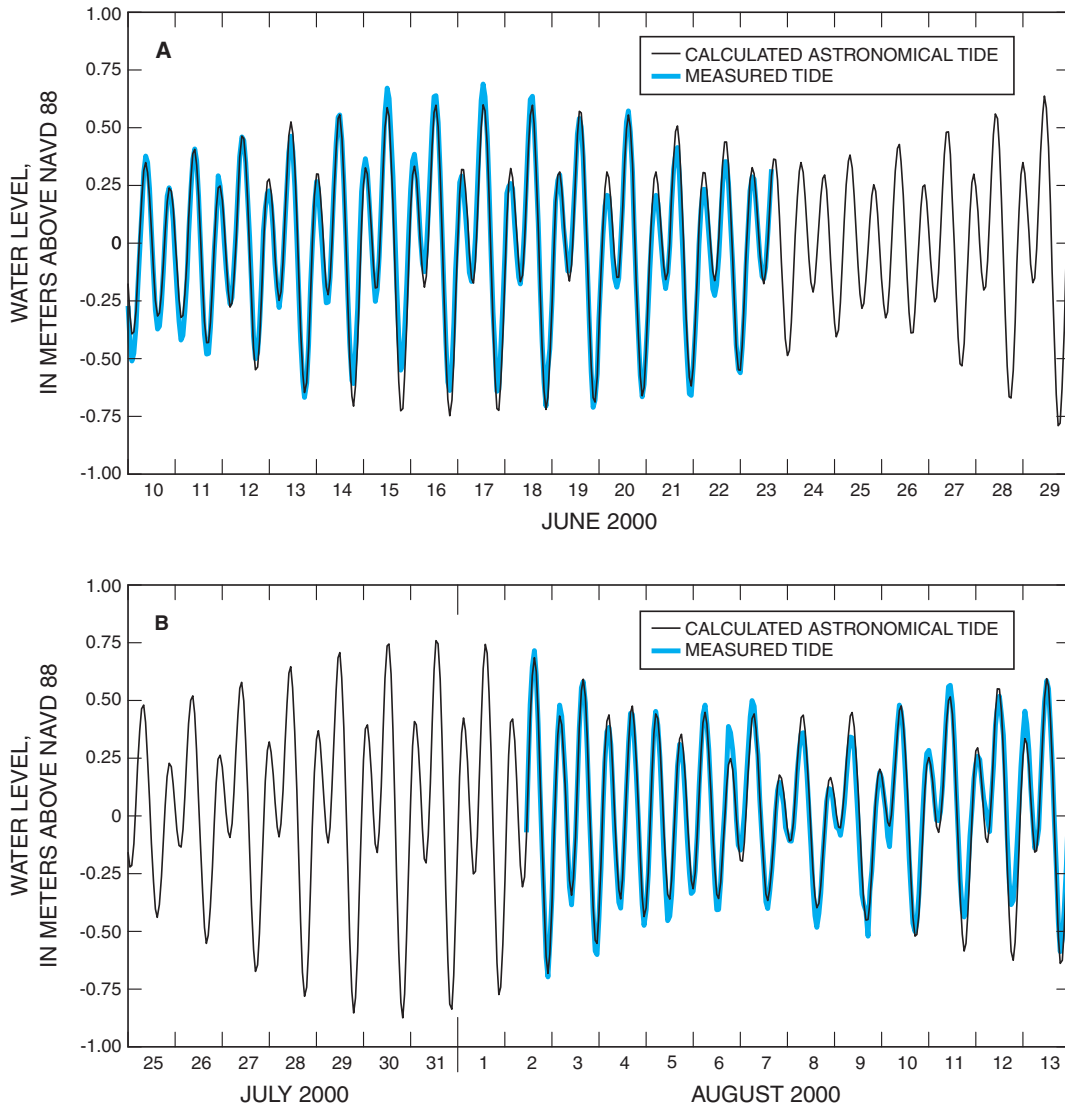 A
CALCULATED ASTRONOMICAL TIDE
MEASURED TIDE
1.00
0.75
0.50
0.25
0
-0.25
-0.50
-0.75
-1.00
WATER LEVEL,
IN METERS ABOVE NAVD 88
10 11 12 13 14 15 16 17 18 19 20 21 22 23 24 25 26 27 28 29
JUNE 2000
B
CALCULATED ASTRONOMICAL TIDE
MEASURED TIDE
1.00
0.75
0.50
0.25
0
-0.25
-0.50
-0.75
-1.00
WATER LEVEL,
IN METERS ABOVE NAVD 88
25 26 27 28 29 30 31 1 2 3 4 5 6 7 8 9 10 11 12 13
JULY 2000 AUGUST 2000